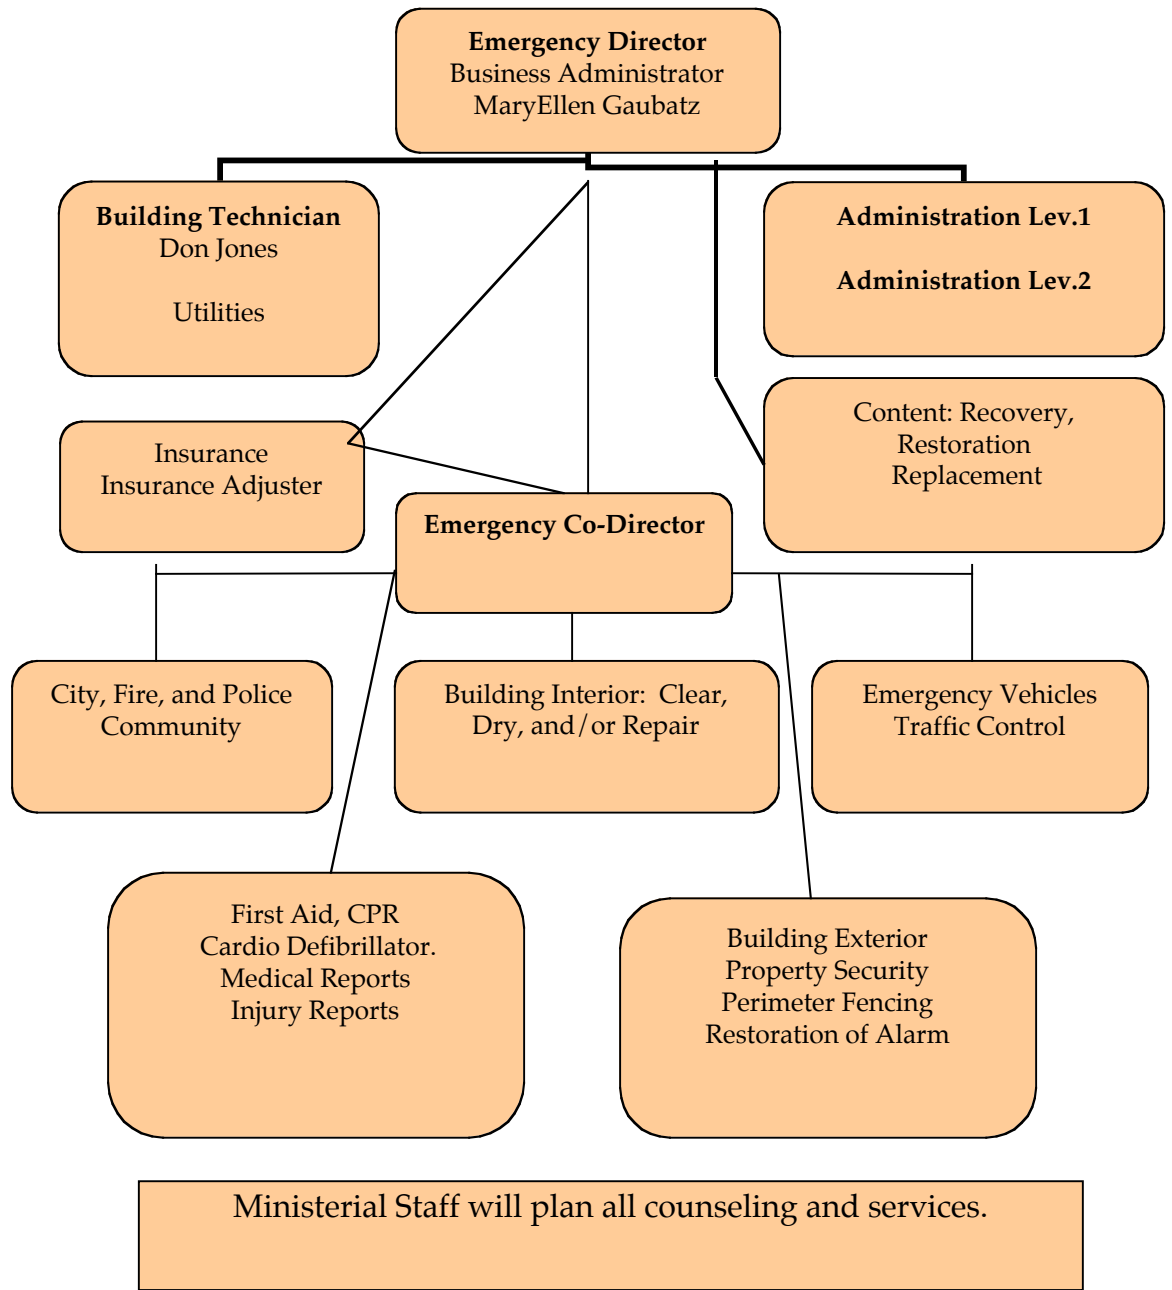 Emergency Director
Business Administrator
MaryEllen Gaubatz
Building Technician
Don Jones
Utilities
Administration Lev.1
Administration Lev.2
Insurance
Insurance Adjuster
Content: Recovery,
Restoration
Replacement
Emergency Co-Director
City, Fire, and Police
Community
Building Interior: Clear,
Dry, and/or Repair
Emergency Vehicles
Traffic Control
First Aid, CPR
Cardio Defibrillator.
Medical Reports
Injury Reports
Building Exterior
Property Security
Perimeter Fencing
Restoration of Alarm
Ministerial Staff will plan all counseling and services.